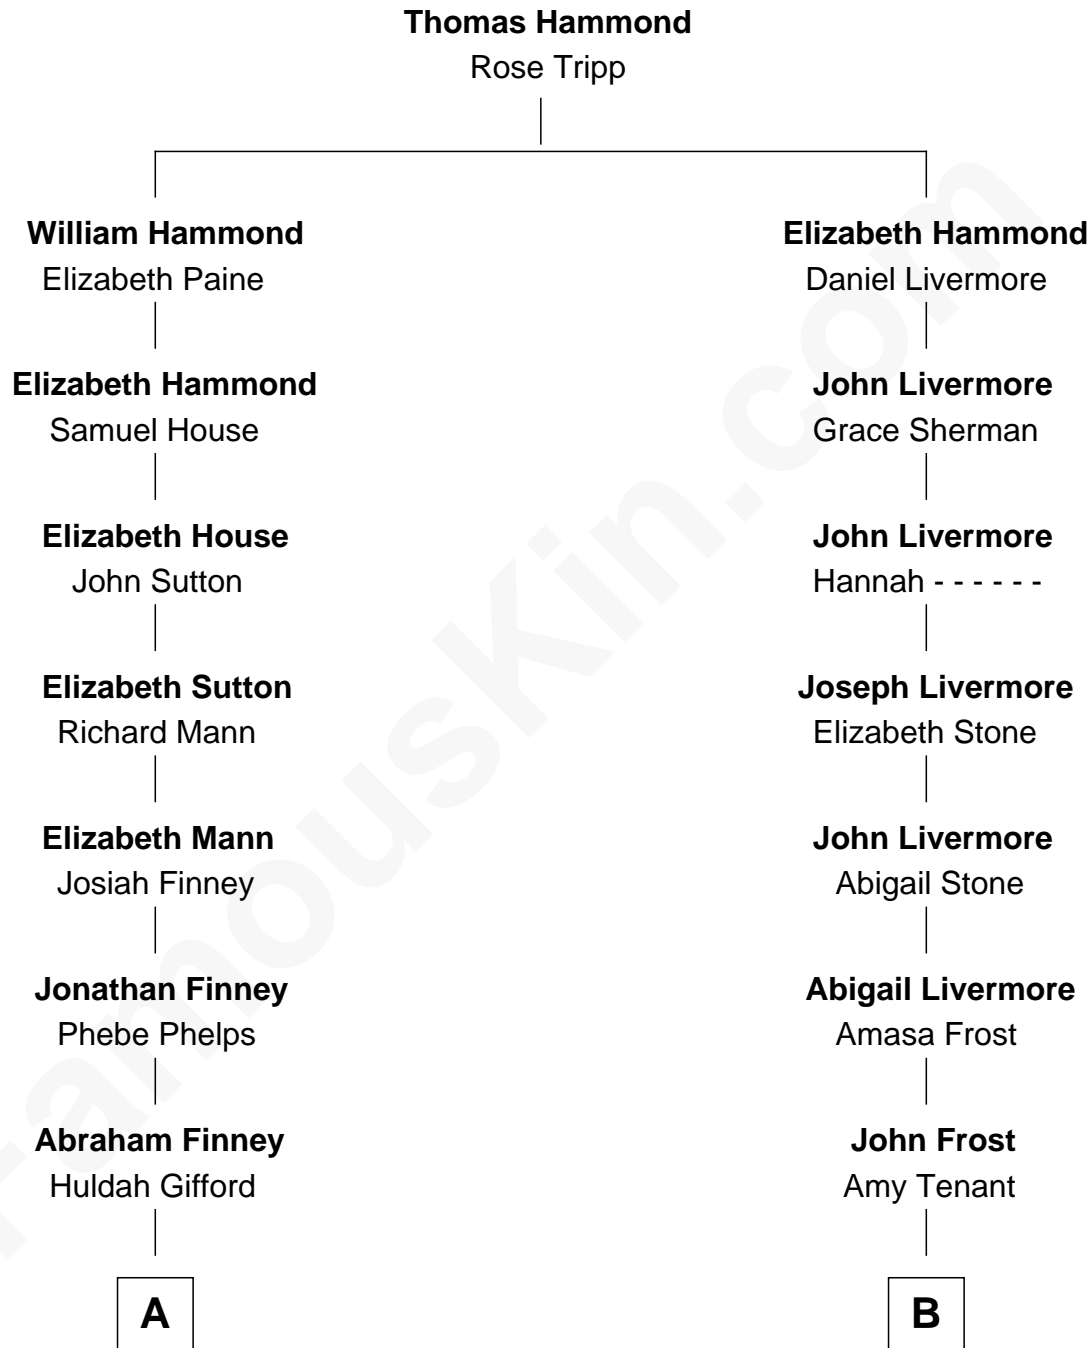 Thomas Hammond
Rose Tripp
William Hammond
Elizabeth Paine
Elizabeth Hammond
Daniel Livermore
Elizabeth Hammond
Samuel House
John Livermore
Grace Sherman
Elizabeth House
John Sutton
John Livermore
Hannah - - - - - -
Elizabeth Sutton
Richard Mann
Joseph Livermore
Elizabeth Stone
Elizabeth Mann
Josiah Finney
John Livermore
Abigail Stone
Jonathan Finney
Phebe Phelps
Abigail Livermore
Amasa Frost
Abraham Finney
Huldah Gifford
John Frost
Amy Tenant
A
B
FamousKin.com